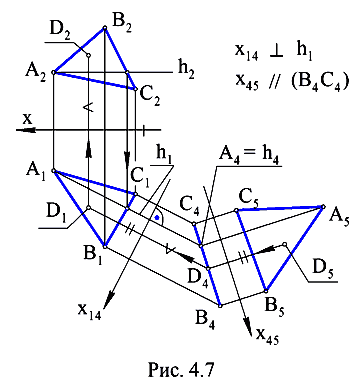 B₂
D₂
x₁₄ ⊥ h₁
A₂
h₂
x₄₅ // (B₄C₄)
C₂
x
A₁
C₁
h₁
A₄ = h₄
C₄
C₅
A₅
D₁
D₄
D₅
B₁
B₄
B₅
x₁₄
x₄₅
Рис. 4.7